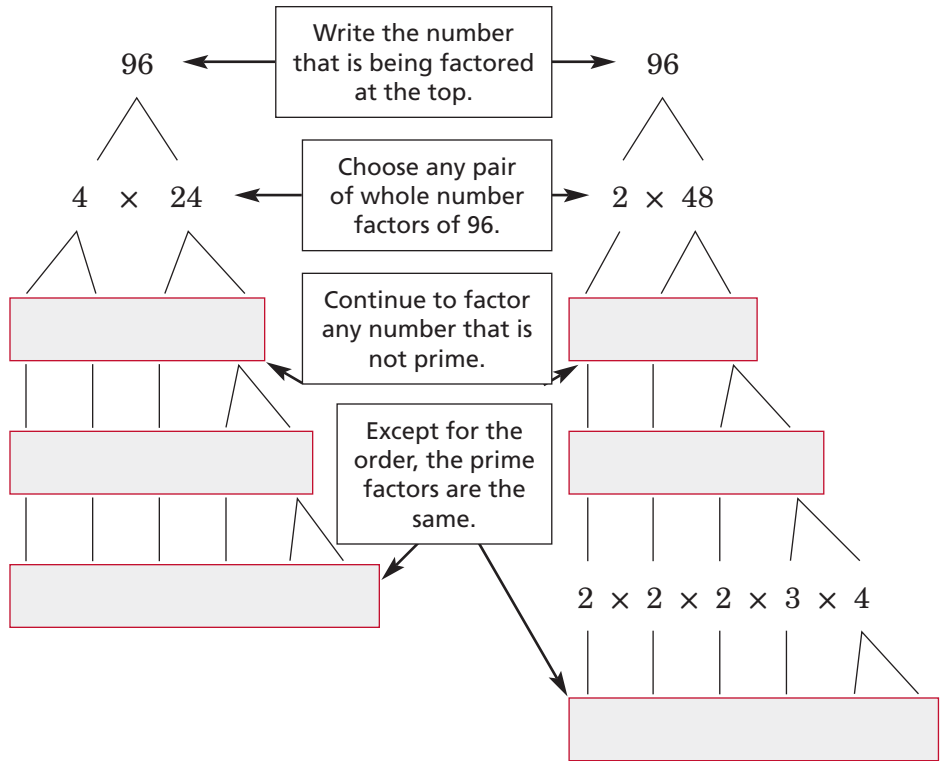 96
Write the number
that is being factored
at the top.
96
4 × 24
Choose any pair
of whole number
factors of 96.
2 × 48
Continue to factor
any number that is
not prime.
Except for the
order, the prime
factors are the
same.
2 × 2 × 2 × 3 × 4